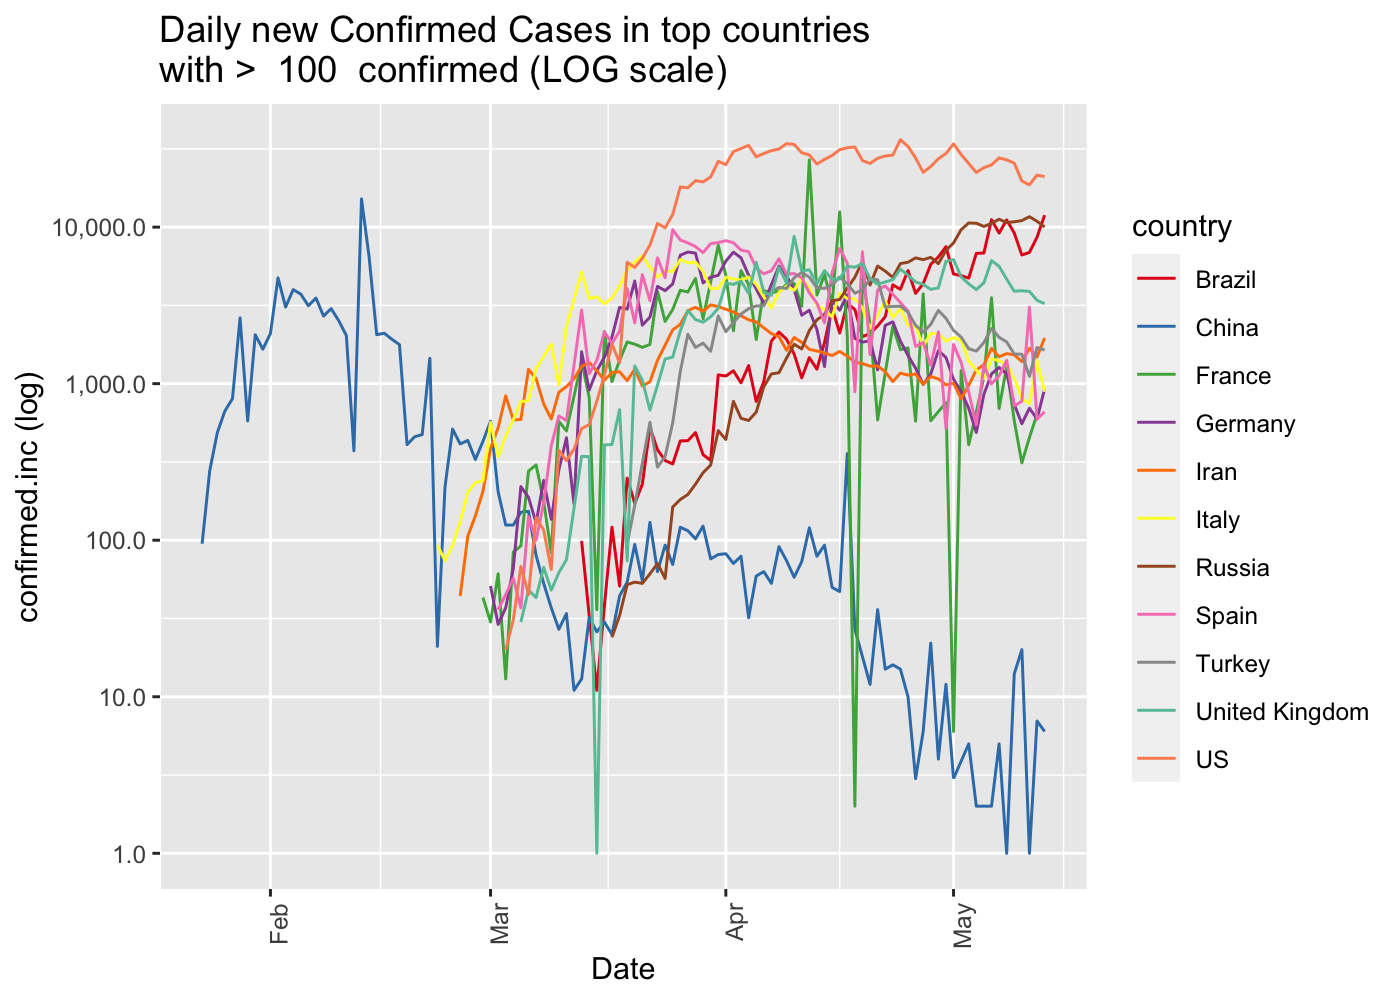 Daily new Confirmed Cases in top countries
with >  100  confirmed (LOG scale)
confirmed.inc (log)
10,000.0
1,000.0
100.0
10.0
1.0
Feb
Mar
Apr
May
Date
country
Brazil
China
France
Germany
Iran
Italy
Russia
Spain
Turkey
United Kingdom
US